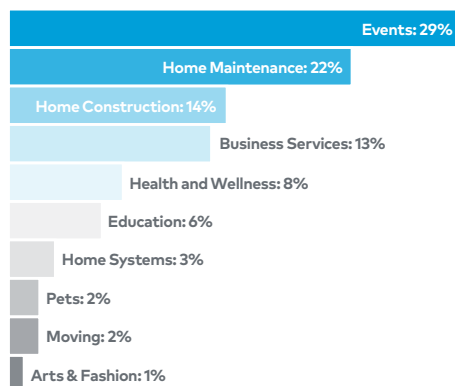 Events: 29%
Home Maintenance: 22%
Home Construction: 14%
Business Services: 13%
Health and Wellness: 8%
Education: 6%
Home Systems: 3%
Pets: 2%
Moving: 2%
Arts & Fashion: 1%